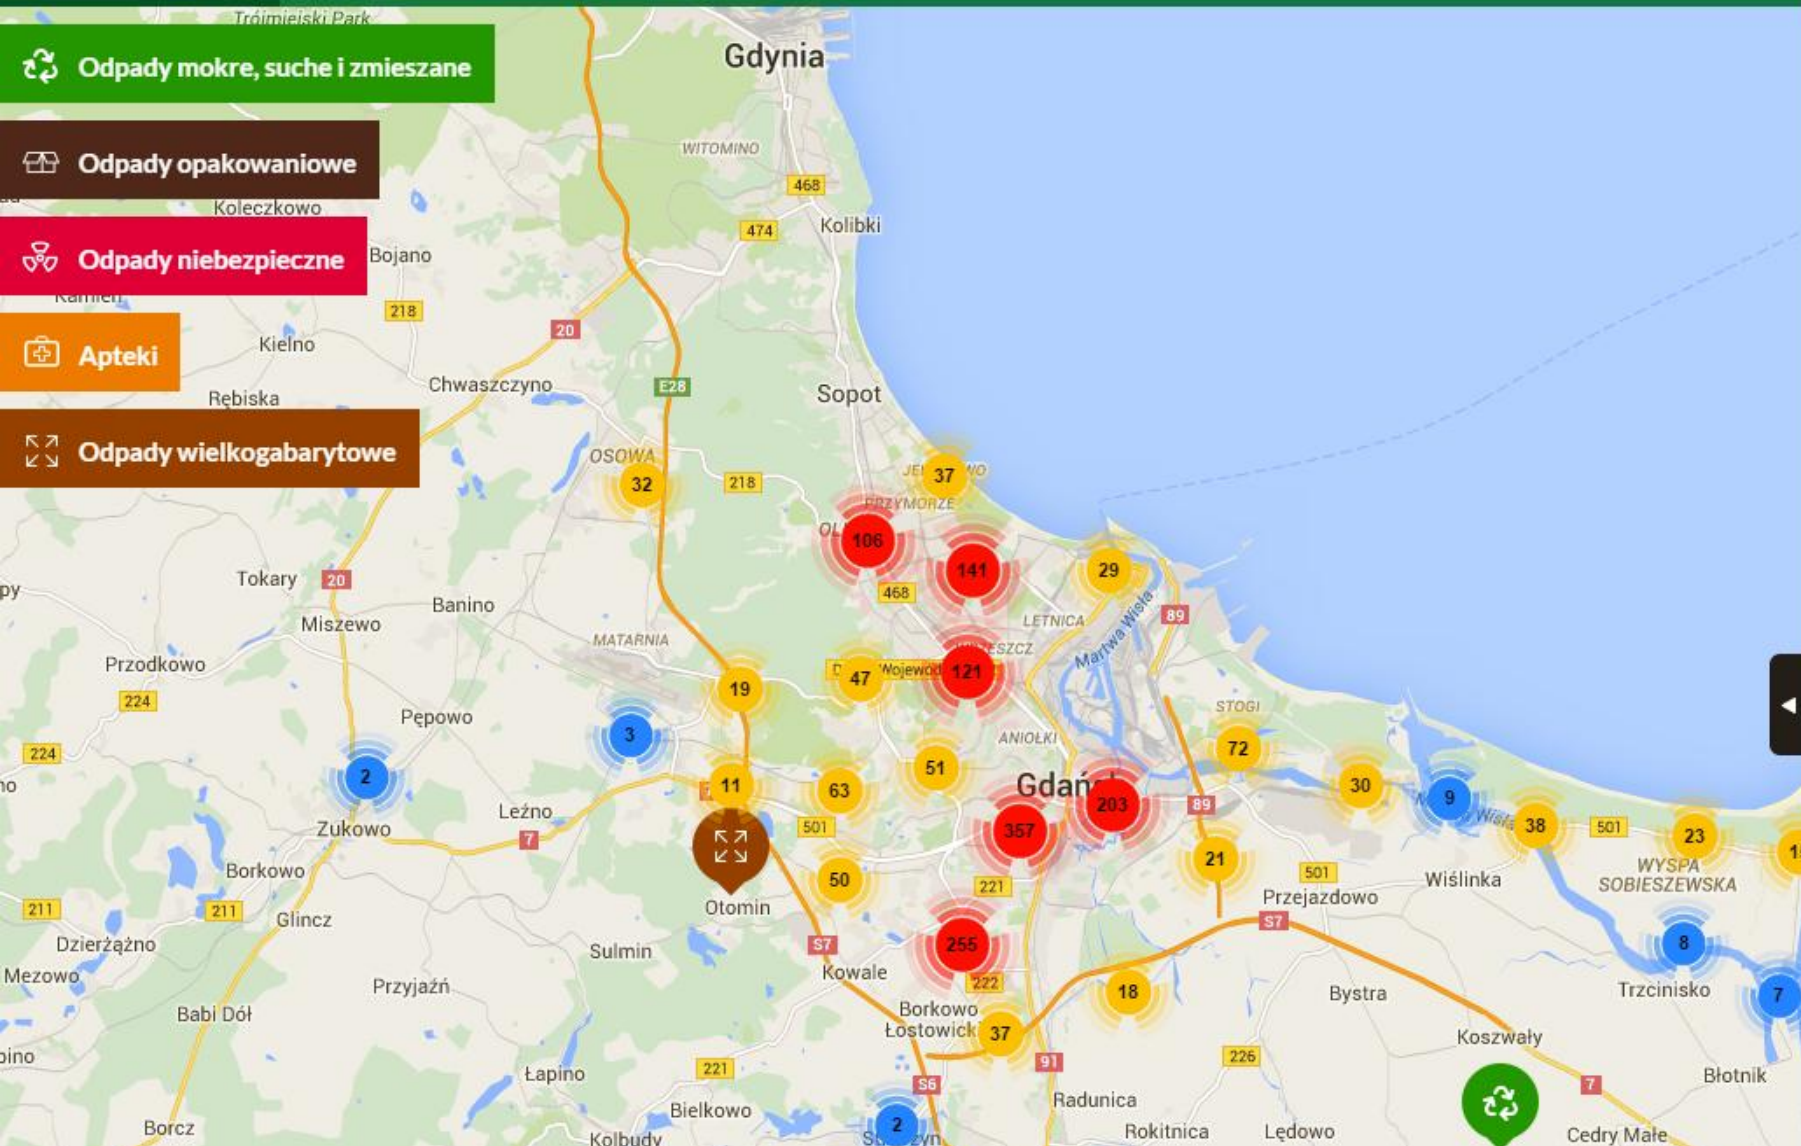 Trójmiejski Park
Gdynia
Odpady mokre, suche i zmieszane
WITOMINO
Odpady opakowaniowe
468
Koleczkowo
Kolibki
474
Odpady niebezpieczne
Bojano
Kamień
218
20
Kielno
Apteki
Chwaszczyno
E28
Sopot
Rębiska
Odpady wielkogabarytowe
OSOWA
32
218
37
PRZYMORZE
106
141
29
468
Tokary
20
Banino
Miszewo
LETNICA
89
Martwa Wisła
MATARNIA
Przodkowo
47
121
19
224
Pępowo
STOGI
3
ANIOŁKI
224
72
2
51
11
63
Gdańsk
30
9
203
89
Leźno
357
38
501
23
Żukowo
7
501
21
WYSPA
SOBIESZEWSKA
Borkowo
50
221
501
Wiślinka
Przejazdowo
211
211
Otomin
Glincz
S7
Dzierżążno
Sulmin
S7
255
8
Mezowo
Kowale
222
Przyjaźń
18
Bystra
Trzcinisko
7
Babi Dół
Borkowo
Łostowickie
37
Koszwały
221
91
226
Łapino
S6
7
Błotnik
Bielkowo
Radunica
Borcz
2
Kolbudy
Rokitnica
Lędowo
Cedry Małe